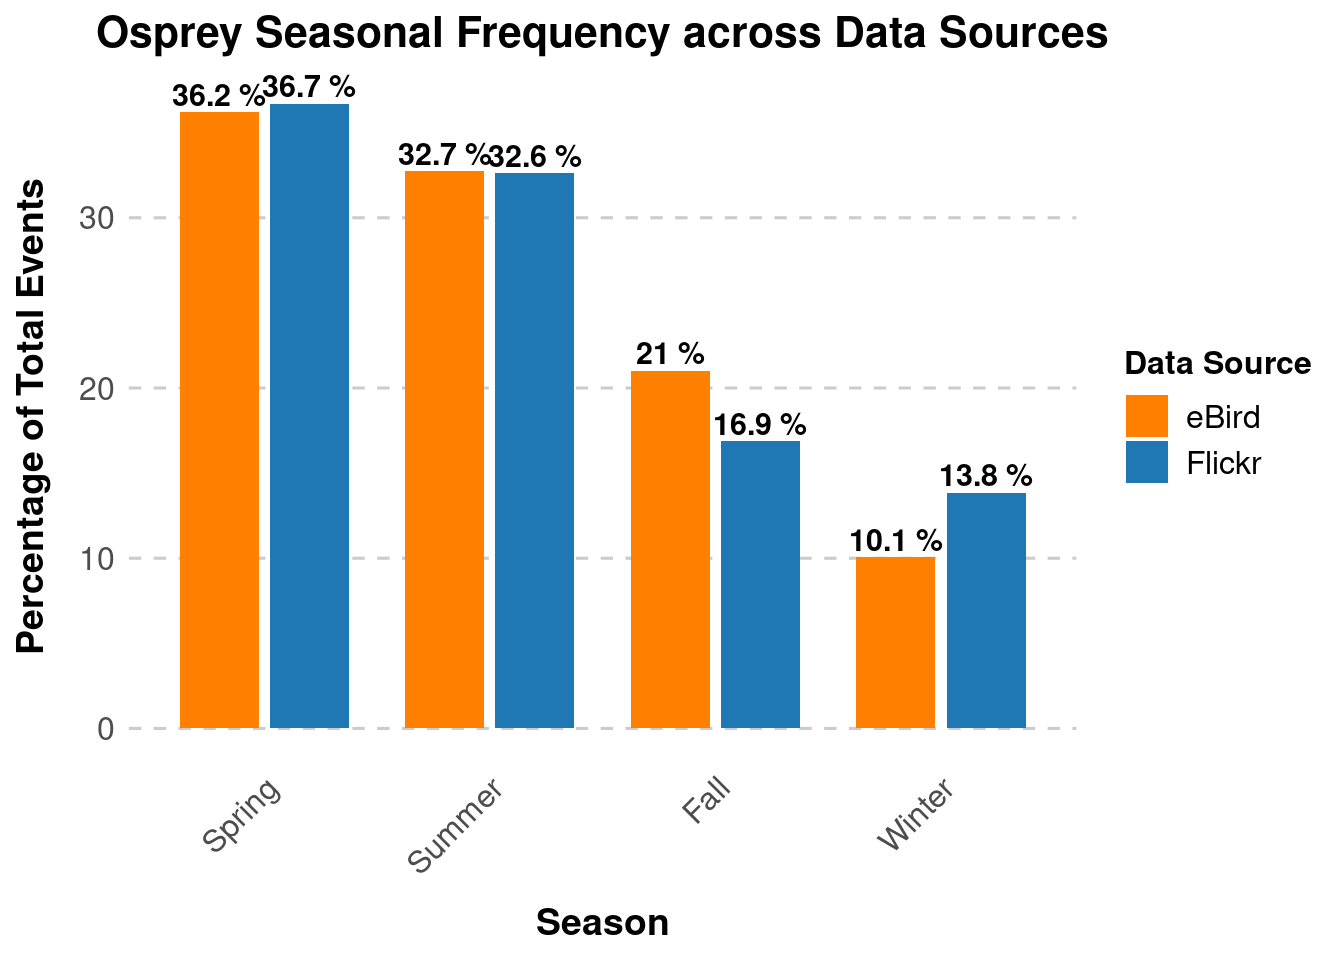 Osprey Seasonal Frequency across Data Sources
36.2 %
36.7 %
32.7 %
32.6 %
21 %
16.9 %
13.8 %
10.1 %
Percentage of Total Events
30
20
10
0
Spring
Summer
Fall
Winter
Season
Data Source
eBird
Flickr